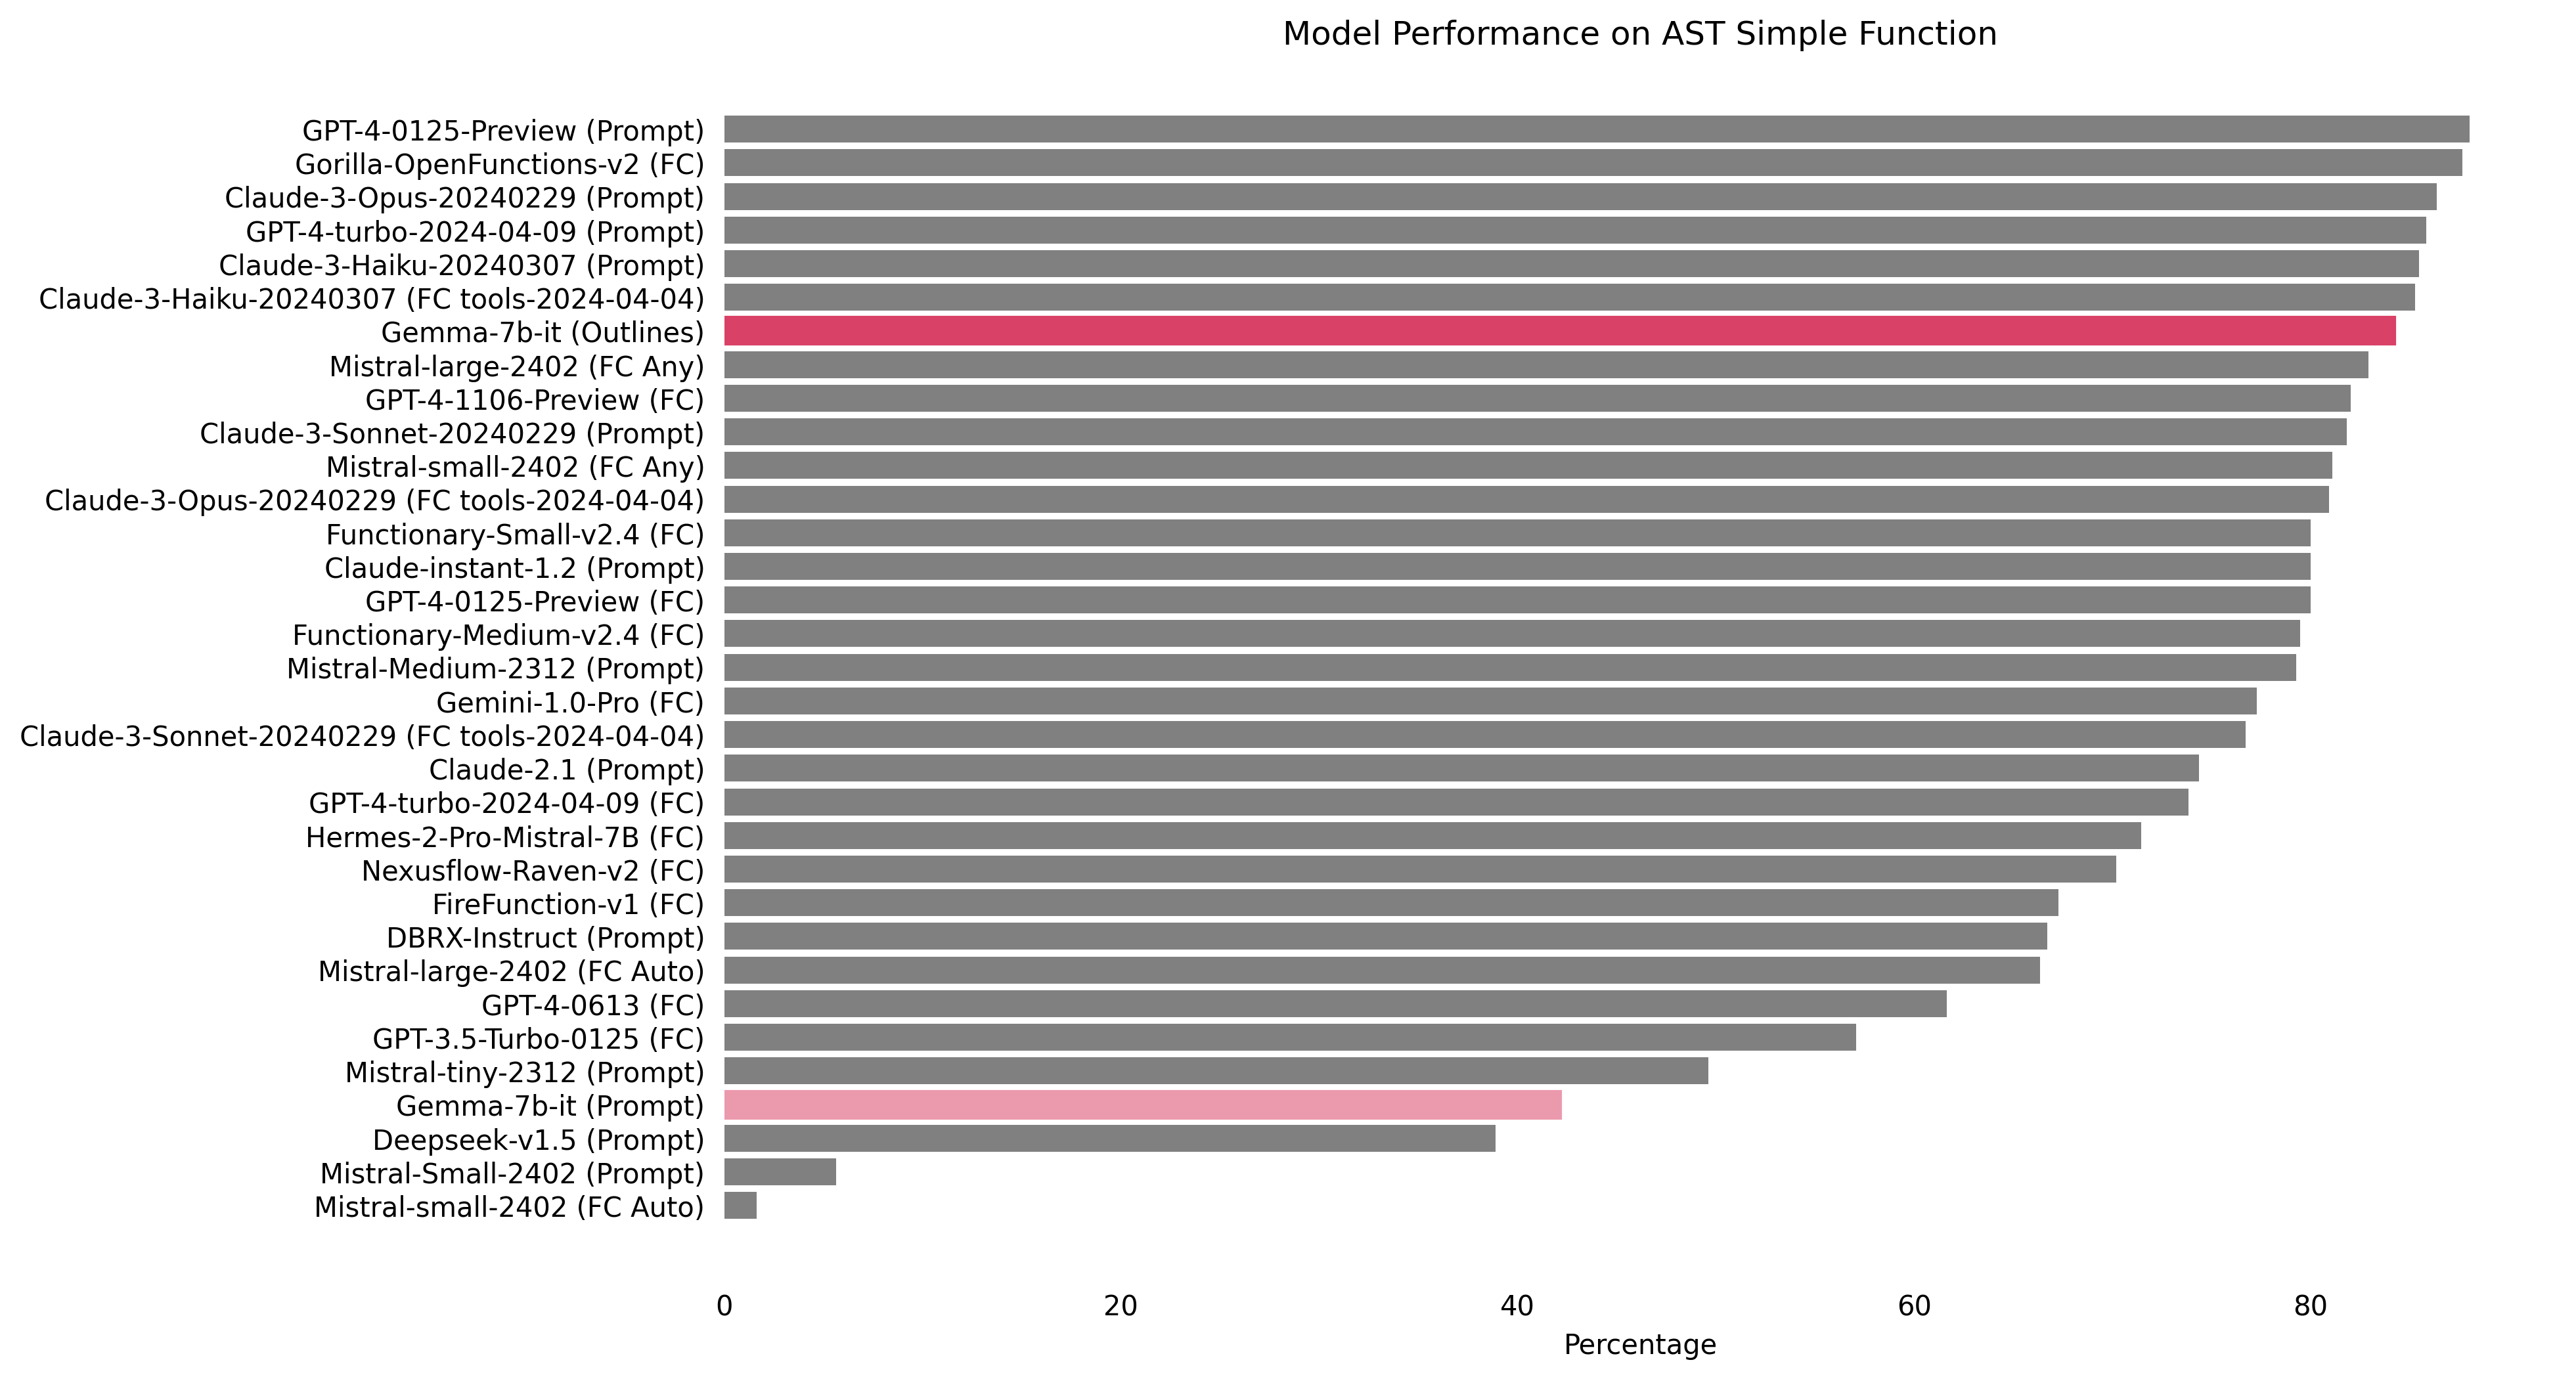 Model Performance on AST Simple Function
GPT-4-0125-Preview (Prompt)
Gorilla-OpenFunctions-v2 (FC)
Claude-3-Opus-20240229 (Prompt)
GPT-4-turbo-2024-04-09 (Prompt)
Claude-3-Haiku-20240307 (Prompt)
Claude-3-Haiku-20240307 (FC tools-2024-04-04)
Gemma-7b-it (Outlines)
Mistral-large-2402 (FC Any)
GPT-4-1106-Preview (FC)
Claude-3-Sonnet-20240229 (Prompt)
Mistral-small-2402 (FC Any)
Claude-3-Opus-20240229 (FC tools-2024-04-04)
Functionary-Small-v2.4 (FC)
Claude-instant-1.2 (Prompt)
GPT-4-0125-Preview (FC)
Functionary-Medium-v2.4 (FC)
Mistral-Medium-2312 (Prompt)
Gemini-1.0-Pro (FC)
Claude-3-Sonnet-20240229 (FC tools-2024-04-04)
Claude-2.1 (Prompt)
GPT-4-turbo-2024-04-09 (FC)
Hermes-2-Pro-Mistral-7B (FC)
Nexusflow-Raven-v2 (FC)
FireFunction-v1 (FC)
DBRX-Instruct (Prompt)
Mistral-large-2402 (FC Auto)
GPT-4-0613 (FC)
GPT-3.5-Turbo-0125 (FC)
Mistral-tiny-2312 (Prompt)
Gemma-7b-it (Prompt)
Deepseek-v1.5 (Prompt)
Mistral-Small-2402 (Prompt)
Mistral-small-2402 (FC Auto)
0 20 40 60 80
Percentage